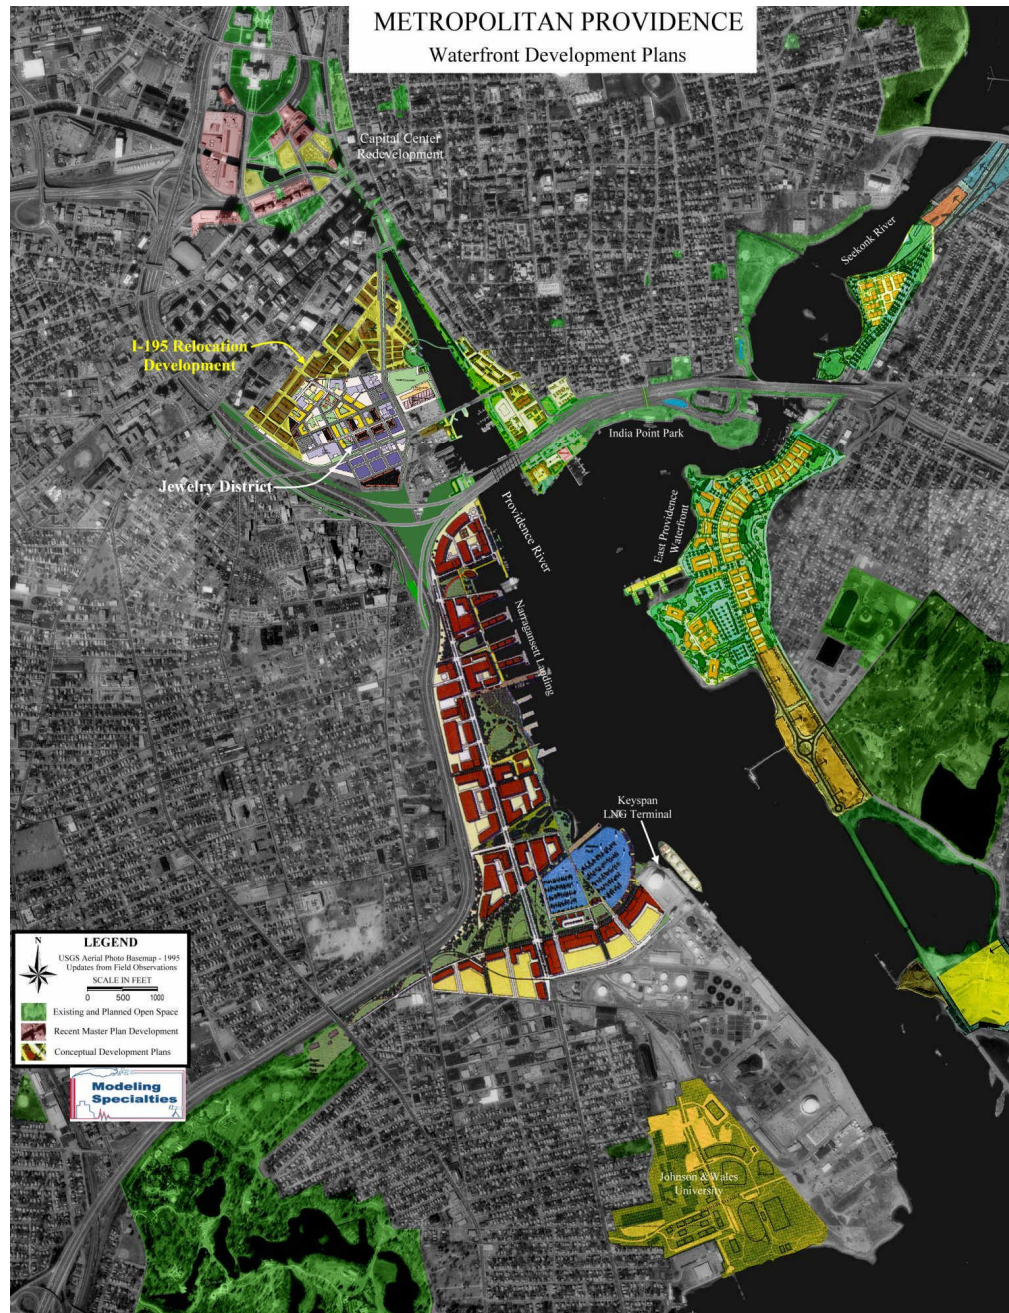 METROPOLITAN PROVIDENCE
Waterfront Development Plans
Capital Center
Redevelopment
Seekonk River
I-195 Relocation
Development
India Point Park
Jewelry District
Providence River
East Providence
Waterfront
Narragansett Landing
Keyspan
LNG Terminal
N
LEGEND
USGS Aerial Photo Basemap - 1995
Updates from Field Observations
SCALE IN FEET
0 500 1000
Existing and Planned Open Space
Recent Master Plan Development
Conceptual Development Plans
Modeling
Specialties
Johnson & Wales
University